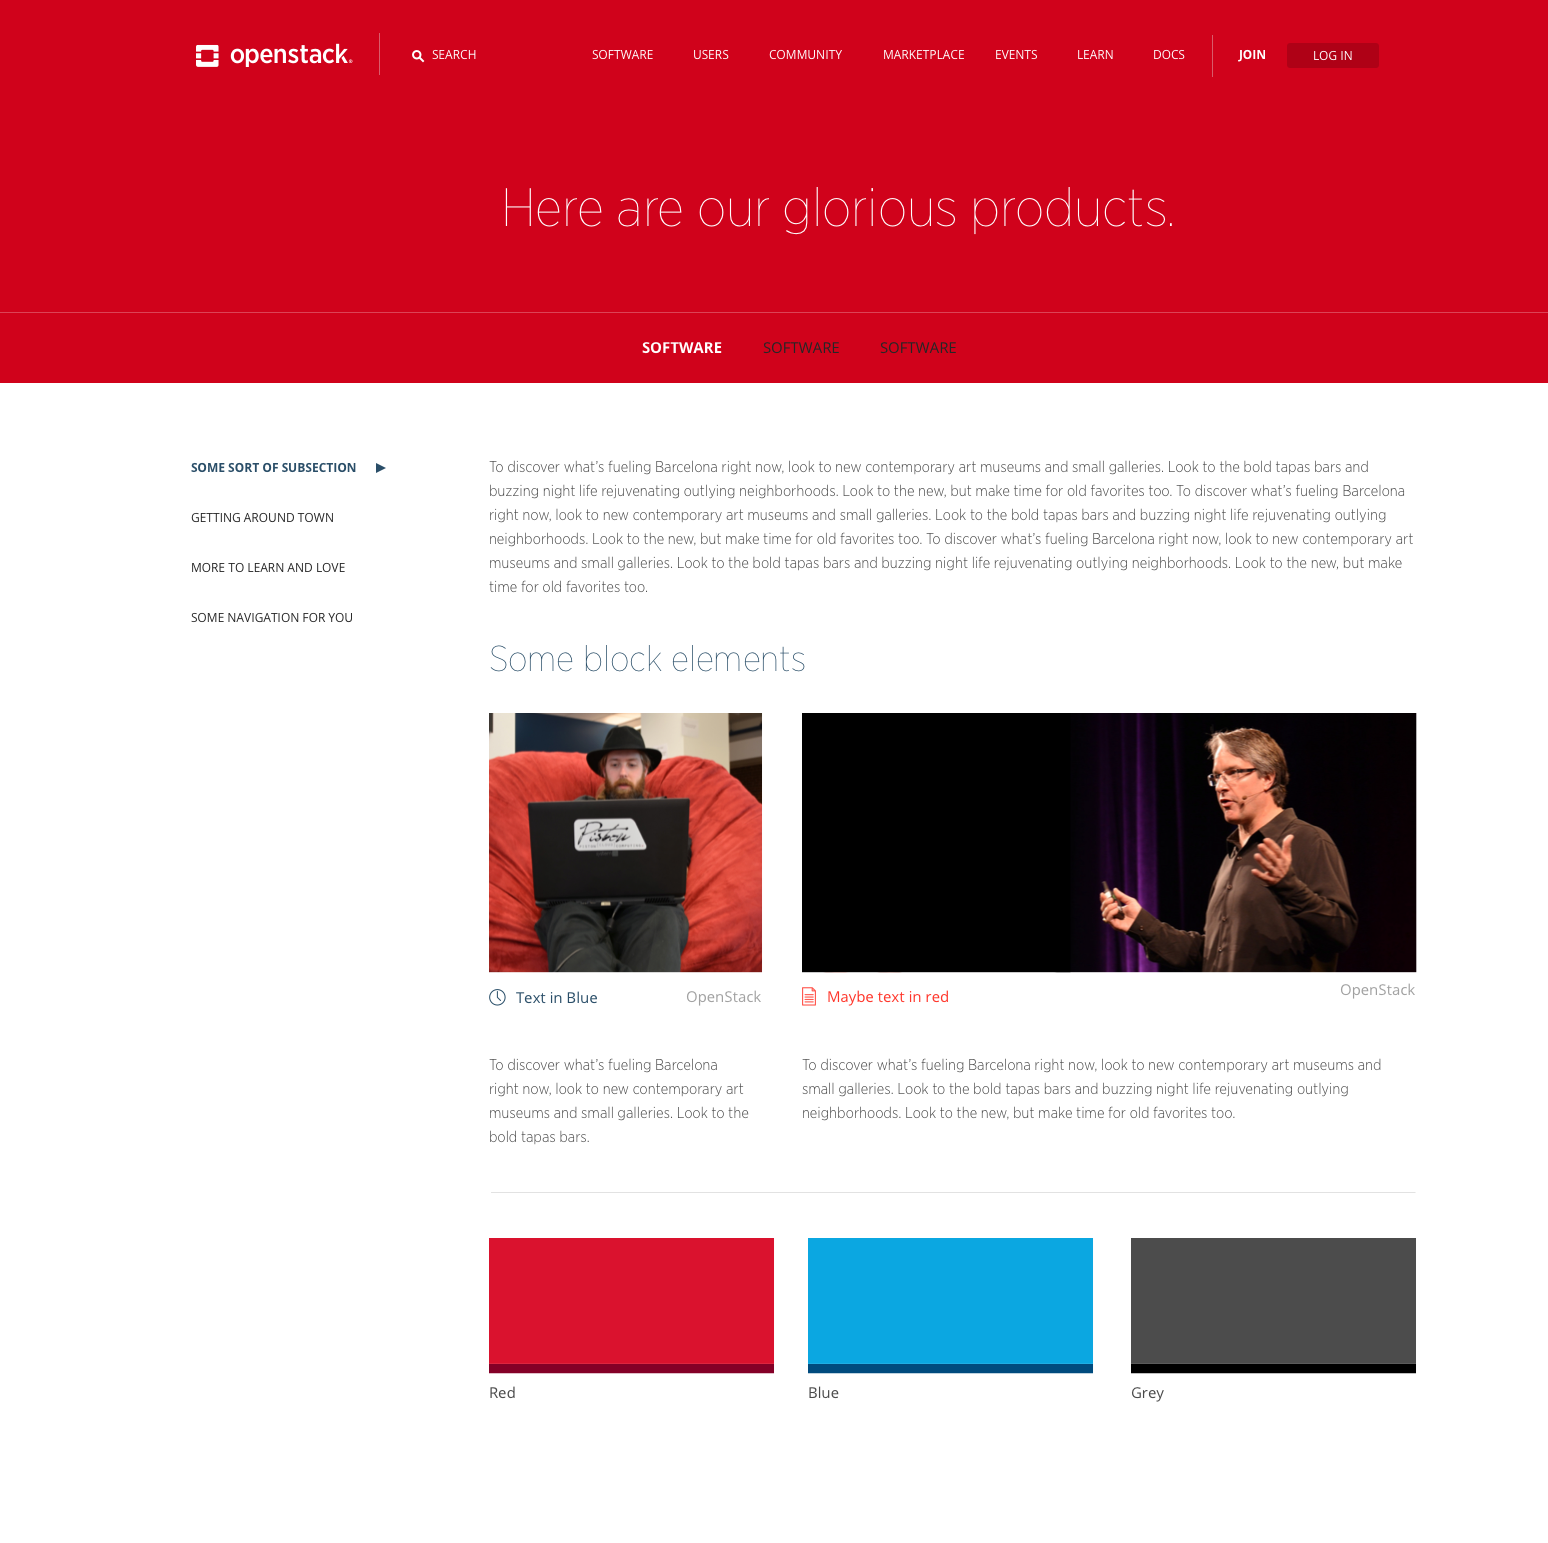 openstack.
SEARCH
SOFTWARE USERS COMMUNITY MARKETPLACE EVENTS LEARN DOCS
JOIN
LOG IN
Here are our glorious products.
SOFTWARE SOFTWARE SOFTWARE
SOME SORT OF SUBSECTION
GETTING AROUND TOWN
MORE TO LEARN AND LOVE
SOME NAVIGATION FOR YOU
To discover what's fueling Barcelona right now, look to new contemporary art museums and small galleries. Look to the bold tapas bars and
buzzing night life rejuvenating outlying neighborhoods. Look to the new, but make time for old favorites too. To discover what's fueling Barcelona
right now, look to new contemporary art museums and small galleries. Look to the bold tapas bars and buzzing night life rejuvenating outlying
neighborhoods. Look to the new, but make time for old favorites too. To discover what's fueling Barcelona right now, look to new contemporary art
museums and small galleries. Look to the bold tapas bars and buzzing night life rejuvenating outlying neighborhoods. Look to the new, but make
time for old favorites too.
Some block elements
Text in Blue
OpenStack
To discover what's fueling Barcelona
right now, look to new contemporary art
museums and small galleries. Look to the
bold tapas bars.
Maybe text in red
OpenStack
To discover what's fueling Barcelona right now, look to new contemporary art museums and
small galleries. Look to the bold tapas bars and buzzing night life rejuvenating outlying
neighborhoods. Look to the new, but make time for old favorites too.
Red
Blue
Grey